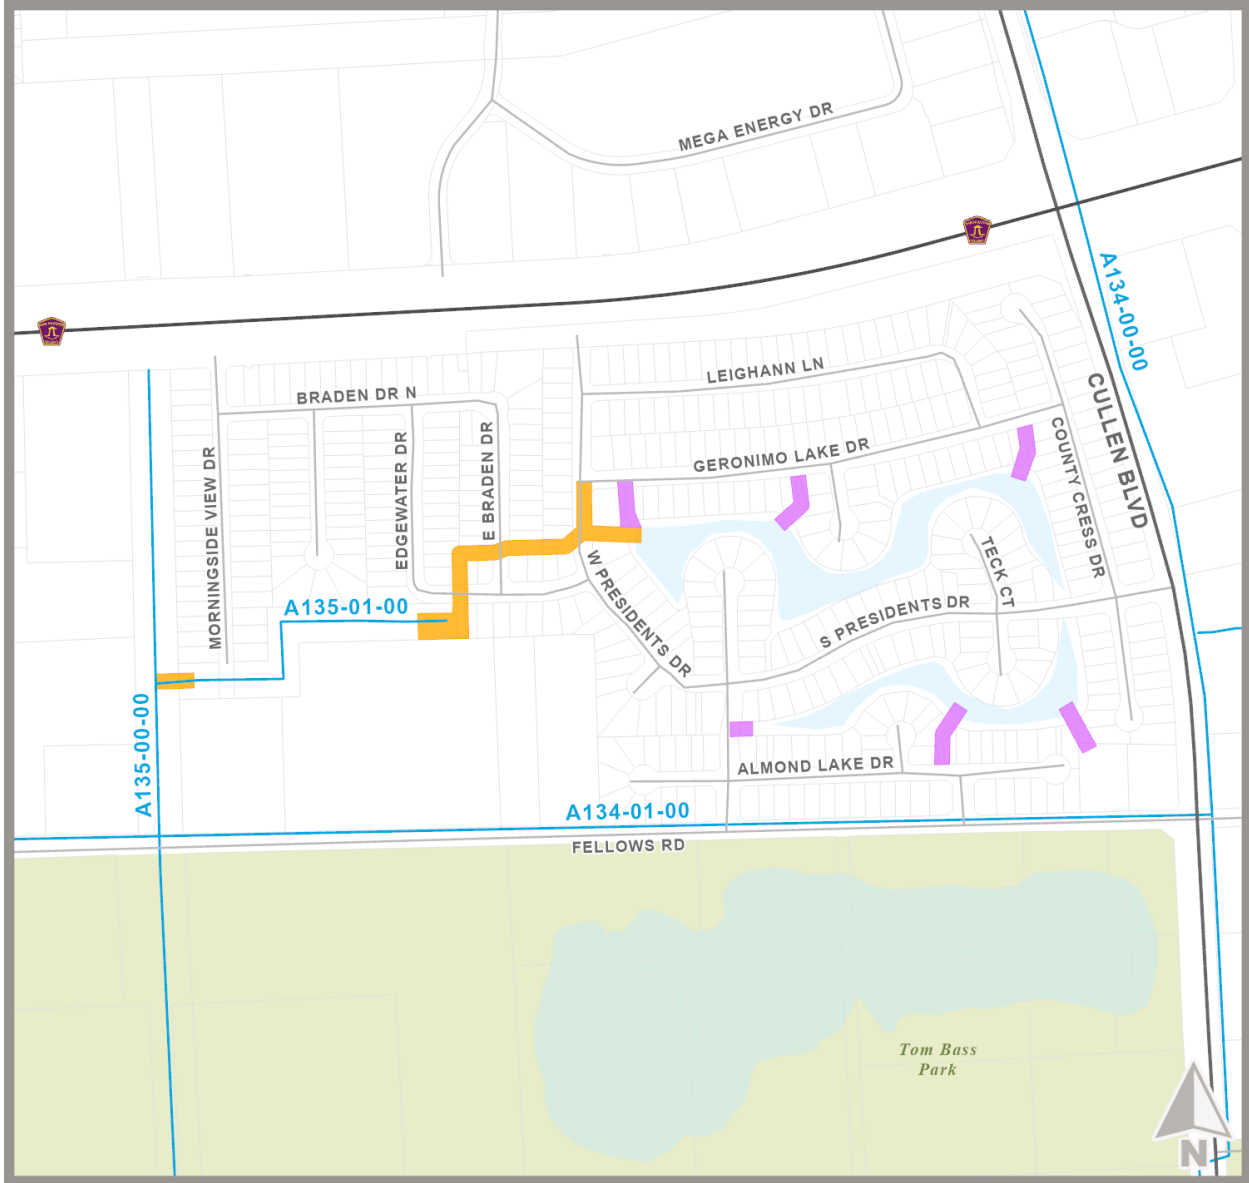 MEGA ENERGY DR
A134-00-00
LEIGHANN LN
BRADEN DR N
CULLEN BLVD
GERONIMO LAKE DR
COUNTY CRESS DR
MORNINGSIDE VIEW DR
EDGEWATER DR
E BRADEN DR
TECK CT
W PRESIDENTS DR
S PRESIDENTS DR
A135-01-00
A135-00-00
ALMOND LAKE DR
A134-01-00
FELLOWS RD
Tom Bass
Park
N